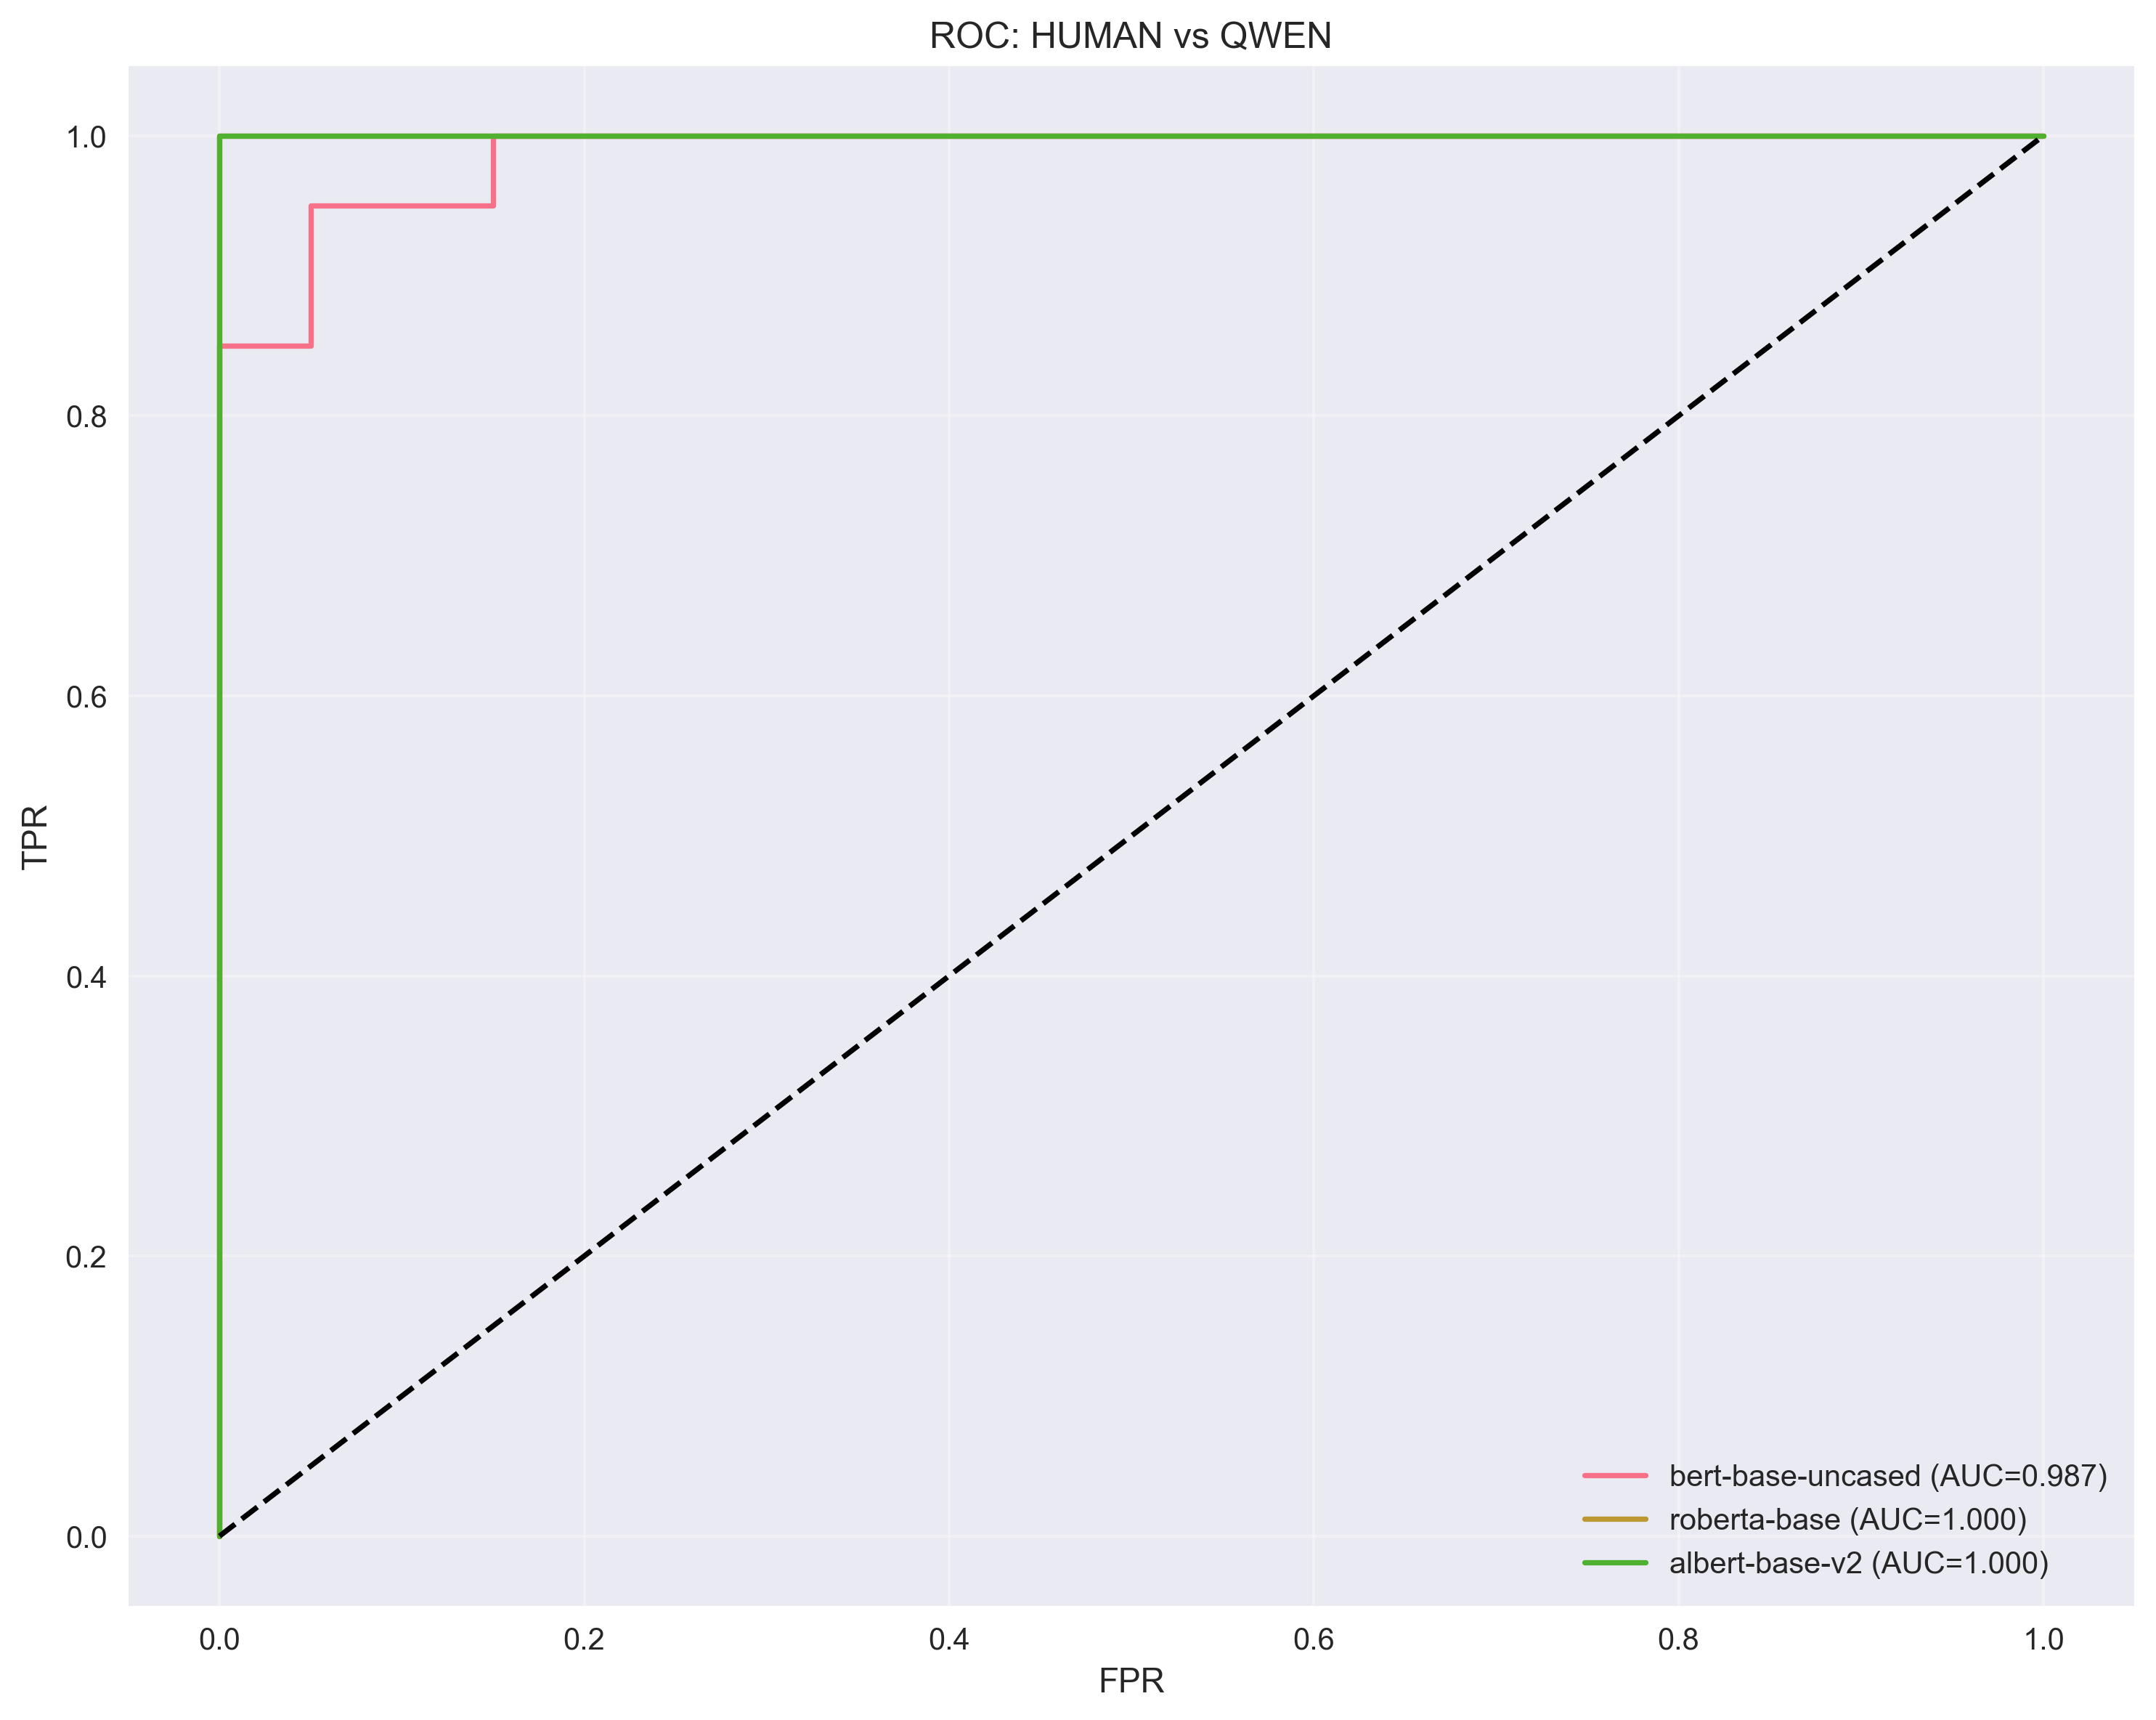 ROC: HUMAN vs QWEN
1.0
0.8
0.6
0.4
0.2
0.0
TPR
bert-base-uncased (AUC=0.987)
roberta-base (AUC=1.000)
albert-base-v2 (AUC=1.000)
0.0 0.2 0.4 0.6 0.8 1.0
FPR